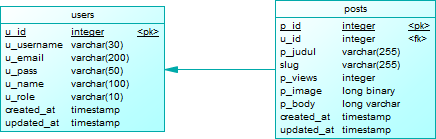 users
u_id integer <pk>
u_username varchar(30)
u_email varchar(200)
u_pass varchar(50)
u_name varchar(100)
u_role varchar(10)
created_at timestamp
updated_at timestamp
posts
p_id integer <pk>
u_id integer <fk>
p_judul varchar(255)
slug varchar(255)
p_views integer
p_image long binary
p_body long varchar
created_at timestamp
updated_at timestamp